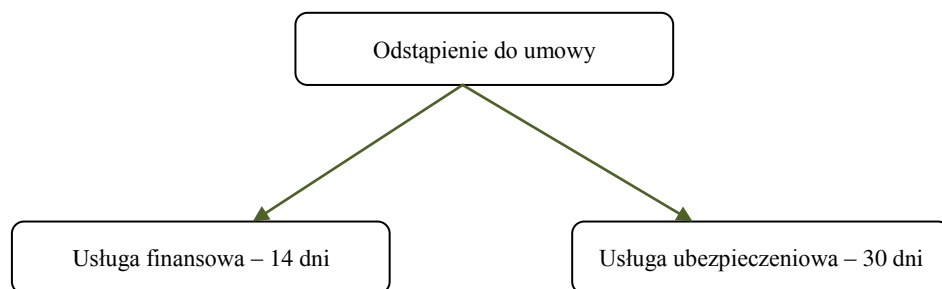 Odstąpienie do umowy
Usługa finansowa – 14 dni
Usługa ubezpieczeniowa – 30 dni